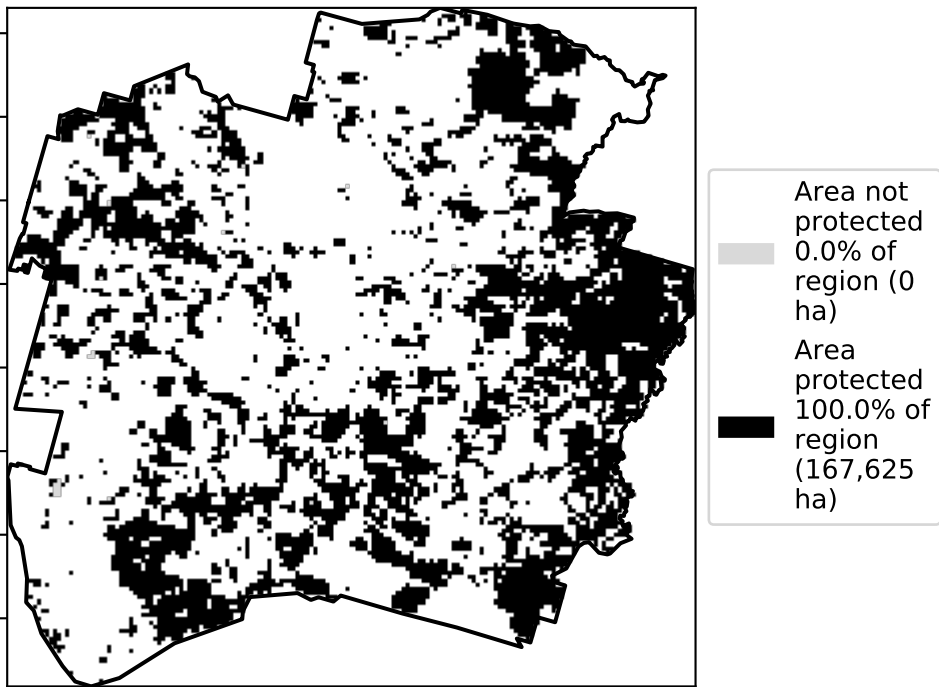 Area not
protected
0.0% of
region (0
ha)
Area
protected
100.0% of
region
(167,625
ha)